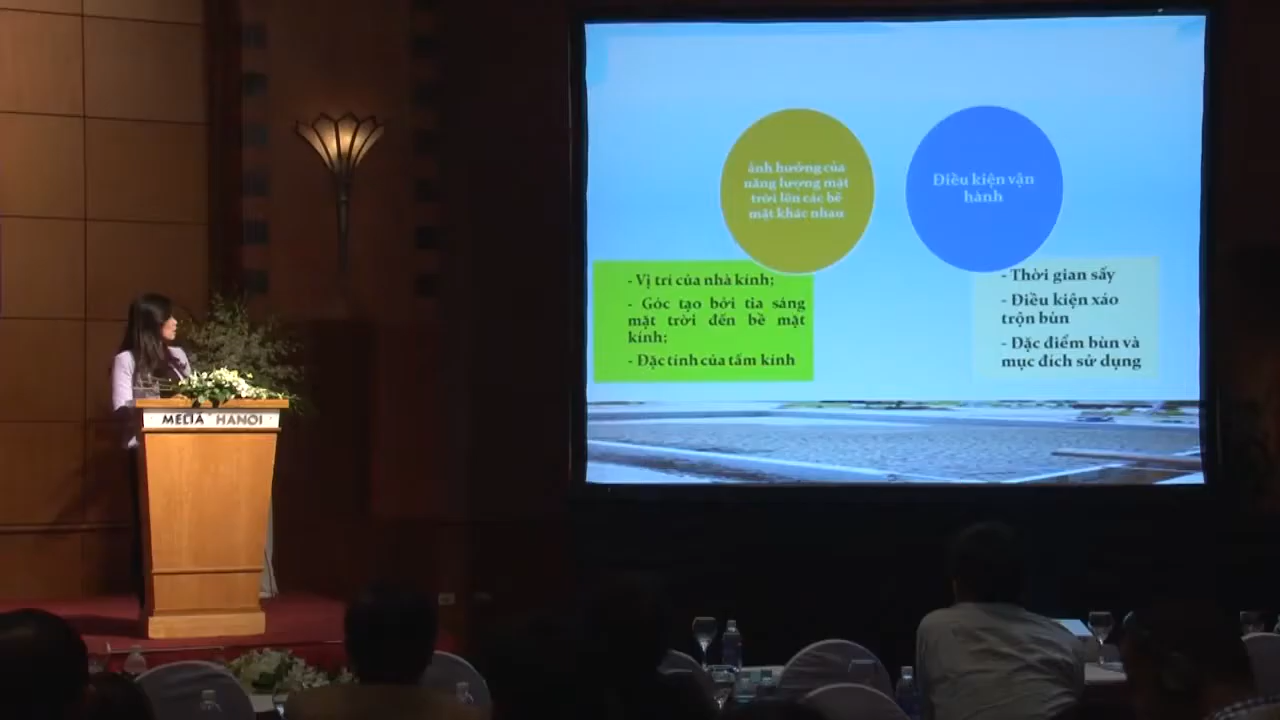 ảnh hưởng của
năng lượng mặt
trời lên các bề
mặt khác nhau
Điều kiện vận
hành
- Vị trí của nhà kính;
- Góc tạo bởi tia sáng
mặt trời đến bề mặt
kính;
- Đặc tính của tấm kính
- Thời gian sấy
- Điều kiện xáo
trộn bùn
- Đặc điểm bùn và
mục đích sử dụng
MELIÃ HANOI